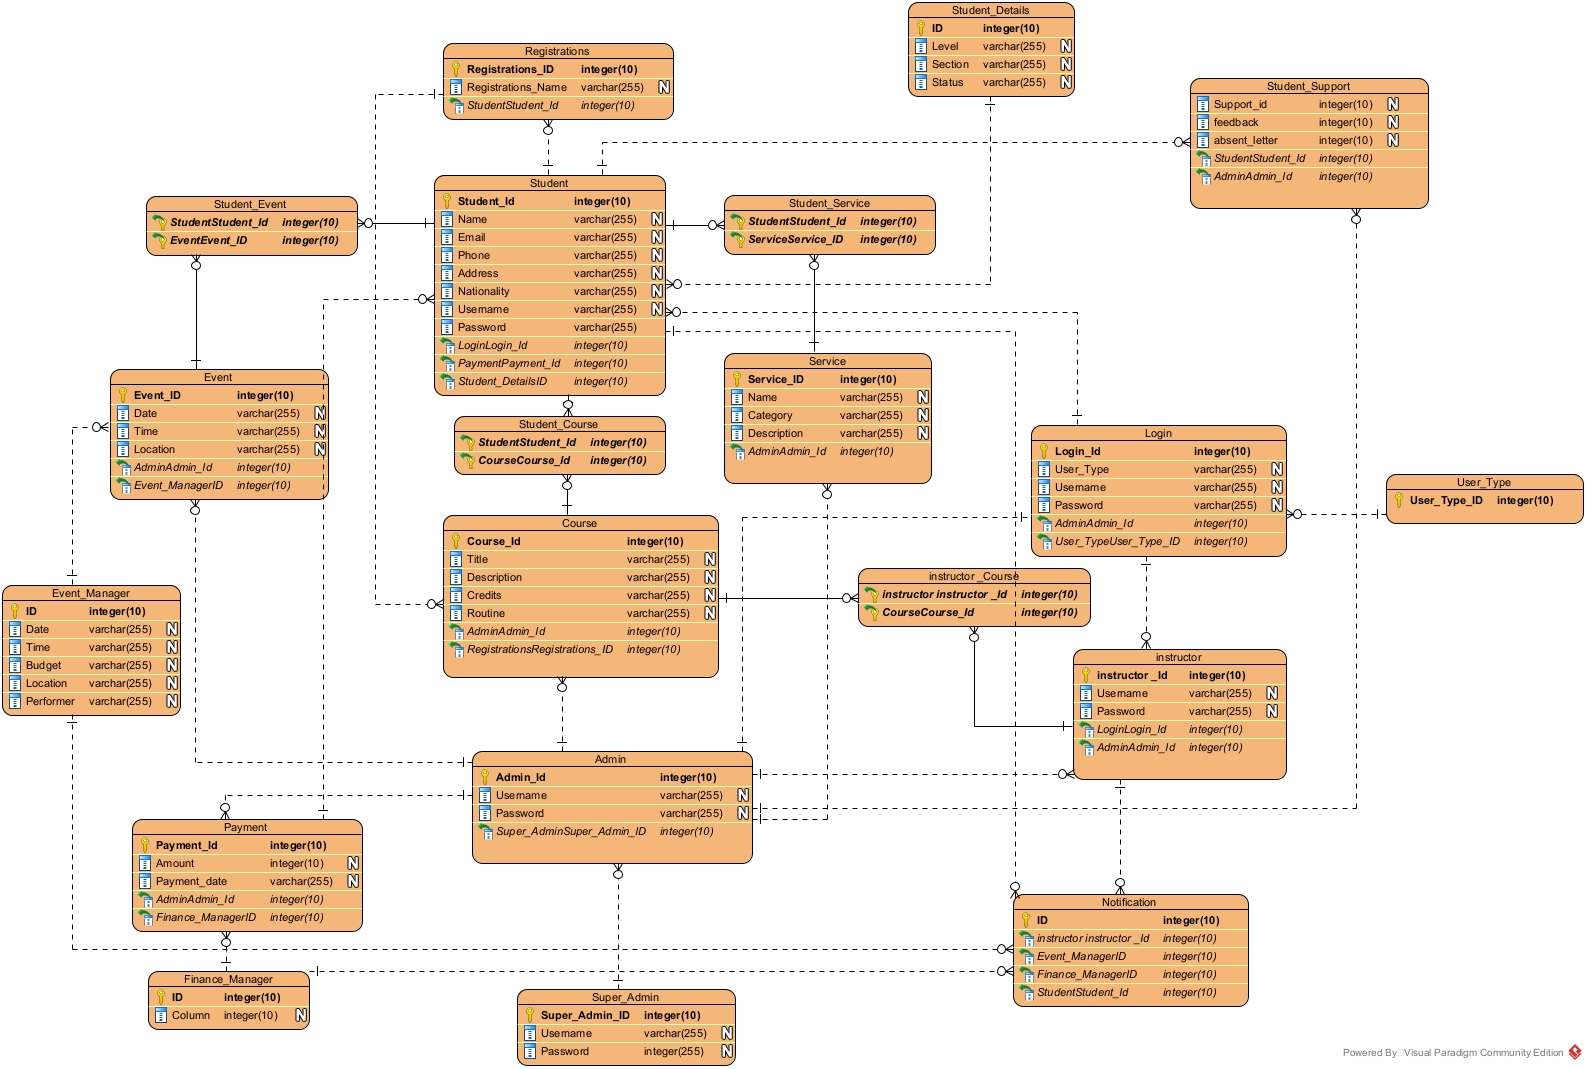 Student_Details
ID integer(10)
Level varchar(255) N
Section varchar(255) N
Status varchar(255) N
Registrations
Registrations_ID integer(10)
Registrations_Name varchar(255) N
StudentStudent_Id integer(10)
Student_Support
Support_id integer(10) N
feedback integer(10) N
absent_letter integer(10) N
StudentStudent_Id integer(10)
AdminAdmin_Id integer(10)
Student
Student_Id integer(10)
Name varchar(255) N
Email varchar(255) N
Phone varchar(255) N
Address varchar(255) N
Nationality varchar(255) N
Username varchar(255) N
Password varchar(255)
LoginLogin_Id integer(10)
PaymentPayment_Id integer(10)
Student_DetailsID integer(10)
Student_Event
StudentStudent_Id integer(10)
EventEvent_ID integer(10)
Student_Service
StudentStudent_Id integer(10)
ServiceService_ID integer(10)
Event
Event_ID integer(10)
Date varchar(255) N
Time varchar(255) N
Location varchar(255) N
AdminAdmin_Id integer(10)
Event_ManagerID integer(10)
Service
Service_ID integer(10)
Name varchar(255) N
Category varchar(255) N
Description varchar(255) N
AdminAdmin_Id integer(10)
Student_Course
StudentStudent_Id integer(10)
CourseCourse_Id integer(10)
Login
Login_Id integer(10)
User_Type varchar(255) N
Username varchar(255) N
Password varchar(255) N
AdminAdmin_Id integer(10)
User_TypeUser_Type_ID integer(10)
User_Type
User_Type_ID integer(10)
Course
Course_Id integer(10)
Title varchar(255) N
Description varchar(255) N
Credits varchar(255) N
Routine varchar(255) N
AdminAdmin_Id integer(10)
RegistrationsRegistrations_ID integer(10)
instructor _Course
instructor instructor _Id integer(10)
CourseCourse_Id integer(10)
Event_Manager
ID integer(10)
Date varchar(255) N
Time varchar(255) N
Budget varchar(255) N
Location varchar(255) N
Performer varchar(255) N
instructor
instructor _Id integer(10)
Username varchar(255) N
Password varchar(255) N
LoginLogin_Id integer(10)
AdminAdmin_Id integer(10)
Admin
Admin_Id integer(10)
Username varchar(255) N
Password varchar(255) N
Super_AdminSuper_Admin_ID integer(10)
Payment
Payment_Id integer(10)
Amount integer(10) N
Payment_date varchar(255) N
AdminAdmin_Id integer(10)
Finance_ManagerID integer(10)
Notification
ID integer(10)
instructor instructor _Id integer(10)
Event_ManagerID integer(10)
Finance_ManagerID integer(10)
StudentStudent_Id integer(10)
Finance_Manager
ID integer(10)
Column integer(10) N
Super_Admin
Super_Admin_ID integer(10)
Username varchar(255) N
Password integer(255) N
Powered By Visual Paradigm Community Edition